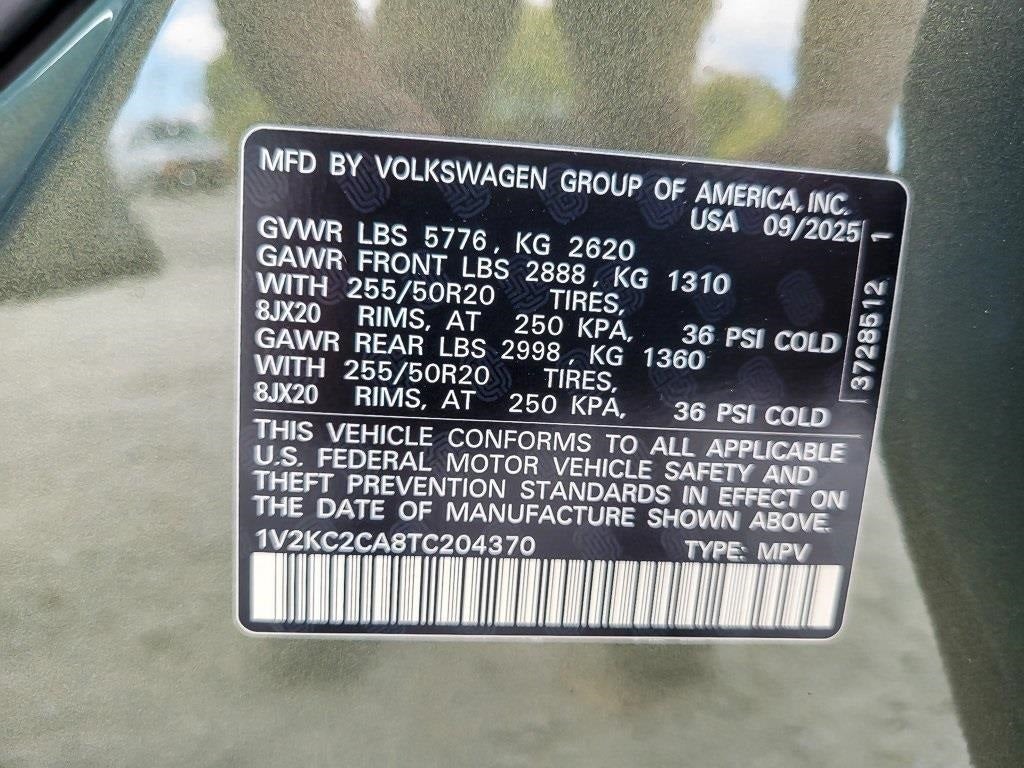 MFD BY VOLKSWAGEN GROUP OF AMERICA, INC.
USA 09/2025
GVWR LBS 5776, KG 2620
GAWR FRONT LBS 2888, KG 1310
WITH 255/50R20 TIRES,
8JX20 RIMS, AT 250 KPA, 36 PSI COLD
GAWR REAR LBS 2998, KG 1360
WITH 255/50R20 TIRES,
8JX20 RIMS, AT 250 KPA, 36 PSI COLD
3728512 1
THIS VEHICLE CONFORMS TO ALL APPLICABLE
U.S. FEDERAL MOTOR VEHICLE SAFETY AND
THEFT PREVENTION STANDARDS IN EFFECT ON
THE DATE OF MANUFACTURE SHOWN ABOVE.
1V2KC2CA8TC204370 TYPE: MPV